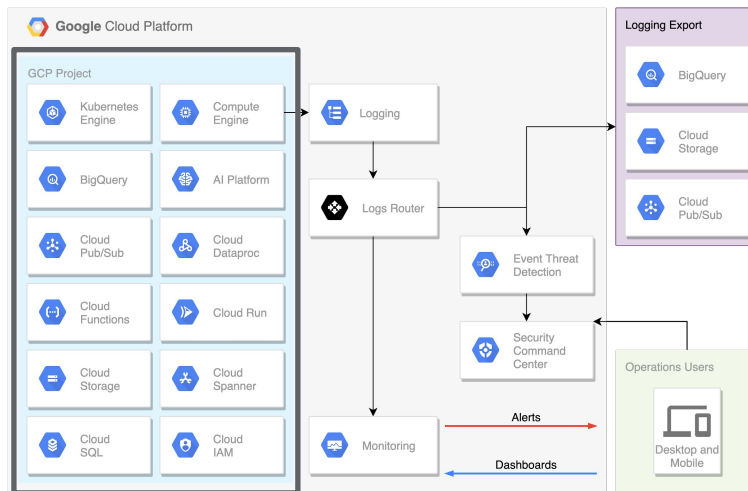 Google Cloud Platform
Logging Export
GCP Project
Kubernetes
Engine
Compute
Engine
Logging
BigQuery
Cloud
Storage
Cloud
Pub/Sub
BigQuery
AI Platform
Logs Router
Cloud
Pub/Sub
Cloud
Dataproc
Event Threat
Detection
Cloud
Functions
Cloud Run
Security
Command
Center
Cloud
Storage
Cloud
Spanner
Operations Users
Desktop and
Mobile
Cloud
SQL
Cloud
IAM
Monitoring
Alerts
Dashboards